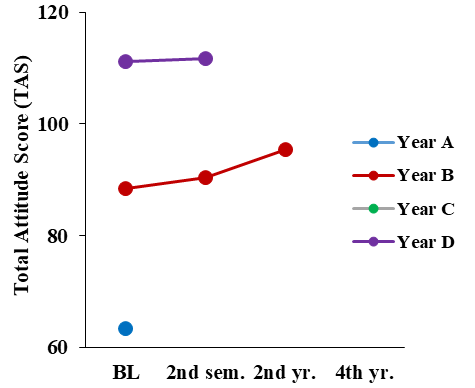 Total Attitude Score (TAS)
120
100
80
60
BL 2nd sem. 2nd yr. 4th yr.
Year A
Year B
Year C
Year D